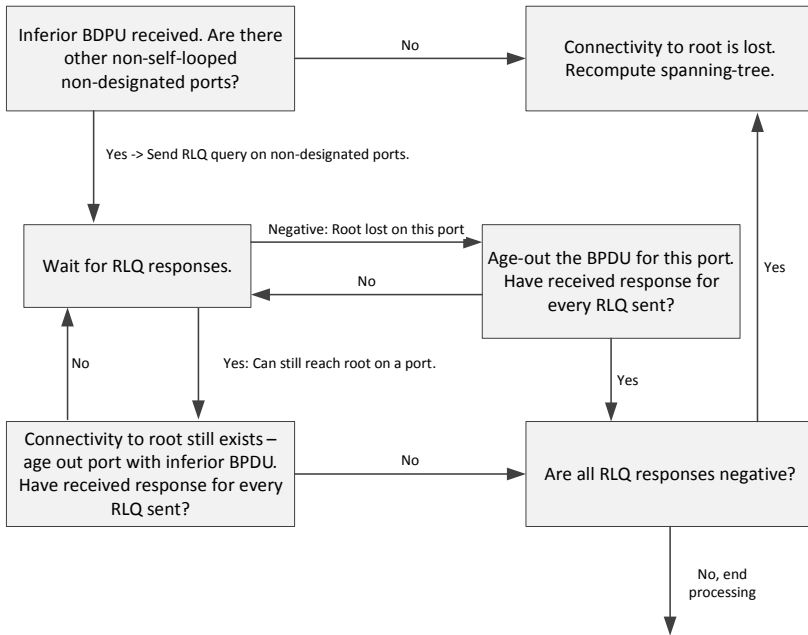 Inferior BDPU received. Are there
other non-self-looped
non-designated ports?
No
Connectivity to root is lost.
Recompute spanning-tree.
Yes -> Send RLQ query on non-designated ports.
Wait for RLQ responses.
Negative: Root lost on this port
No
Age-out the BPDU for this port.
Have received response for
every RLQ sent?
Yes
No
Yes: Can still reach root on a port.
Yes
Connectivity to root still exists –
age out port with inferior BPDU.
Have received response for every
RLQ sent?
No
Are all RLQ responses negative?
No, end
processing